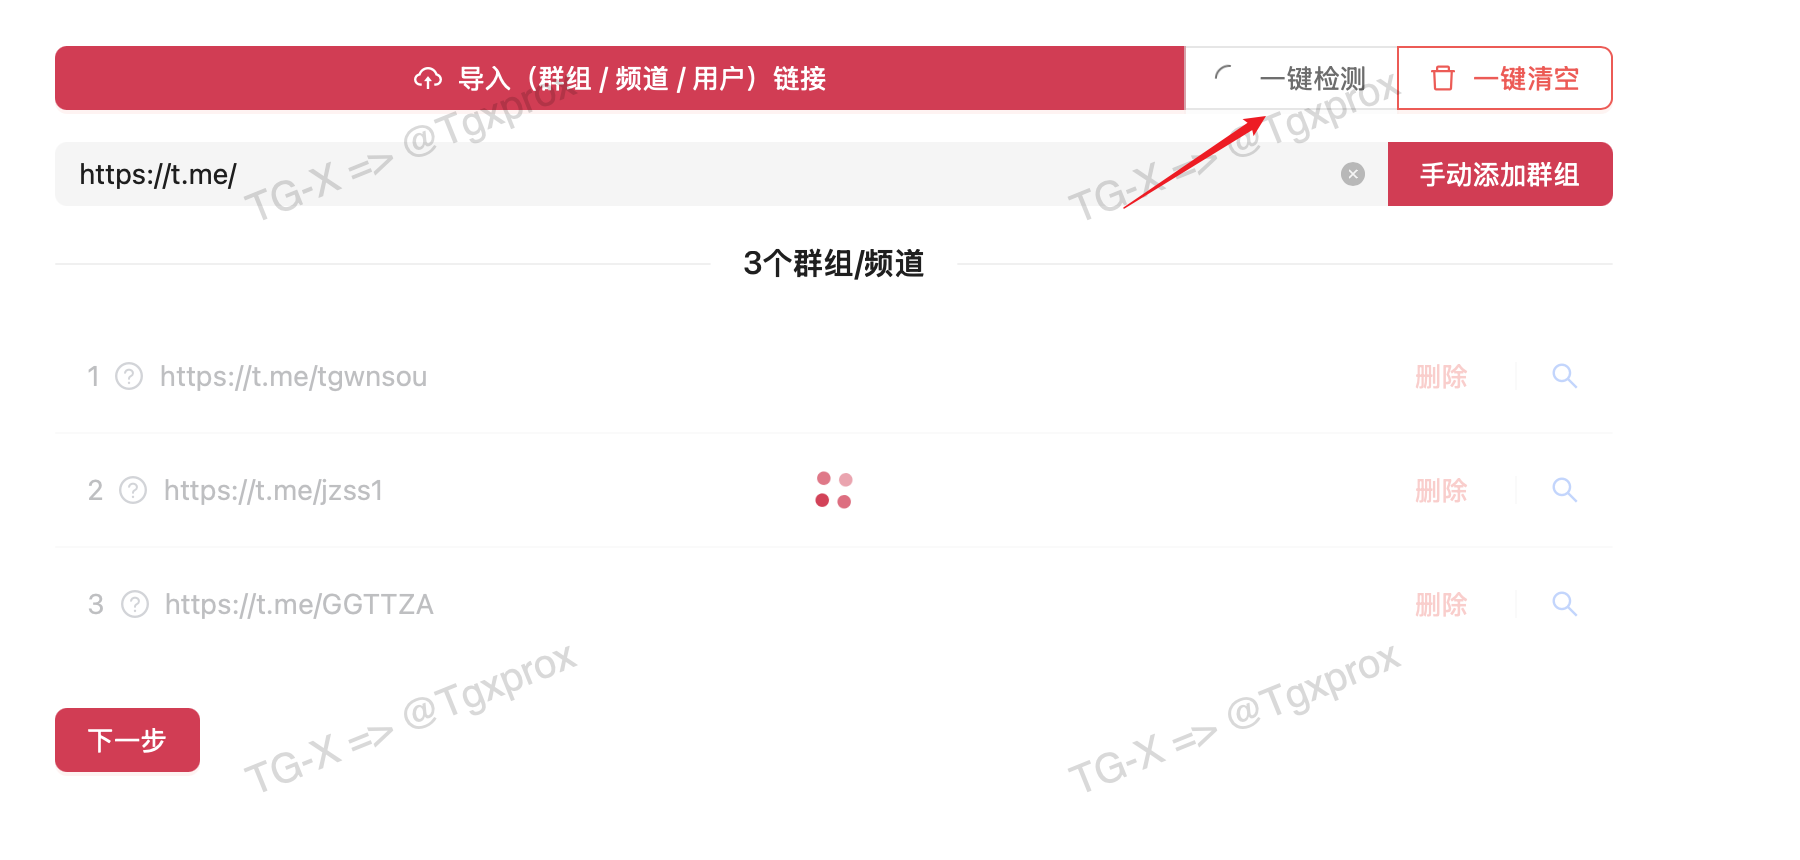 导入（群组 / 频道 / 用户）链接
一键检测
一键清空
https://t.me/
手动添加群组
3个群组/频道
1 https://t.me/tgwnsou 删除
2 https://t.me/jzss1 删除
3 https://t.me/GGTTZA 删除
下一步
TG-X => @Tgxprox
TG-X => @Tgxprox
TG-X => @Tgxprox
TG-X => @Tgxprox